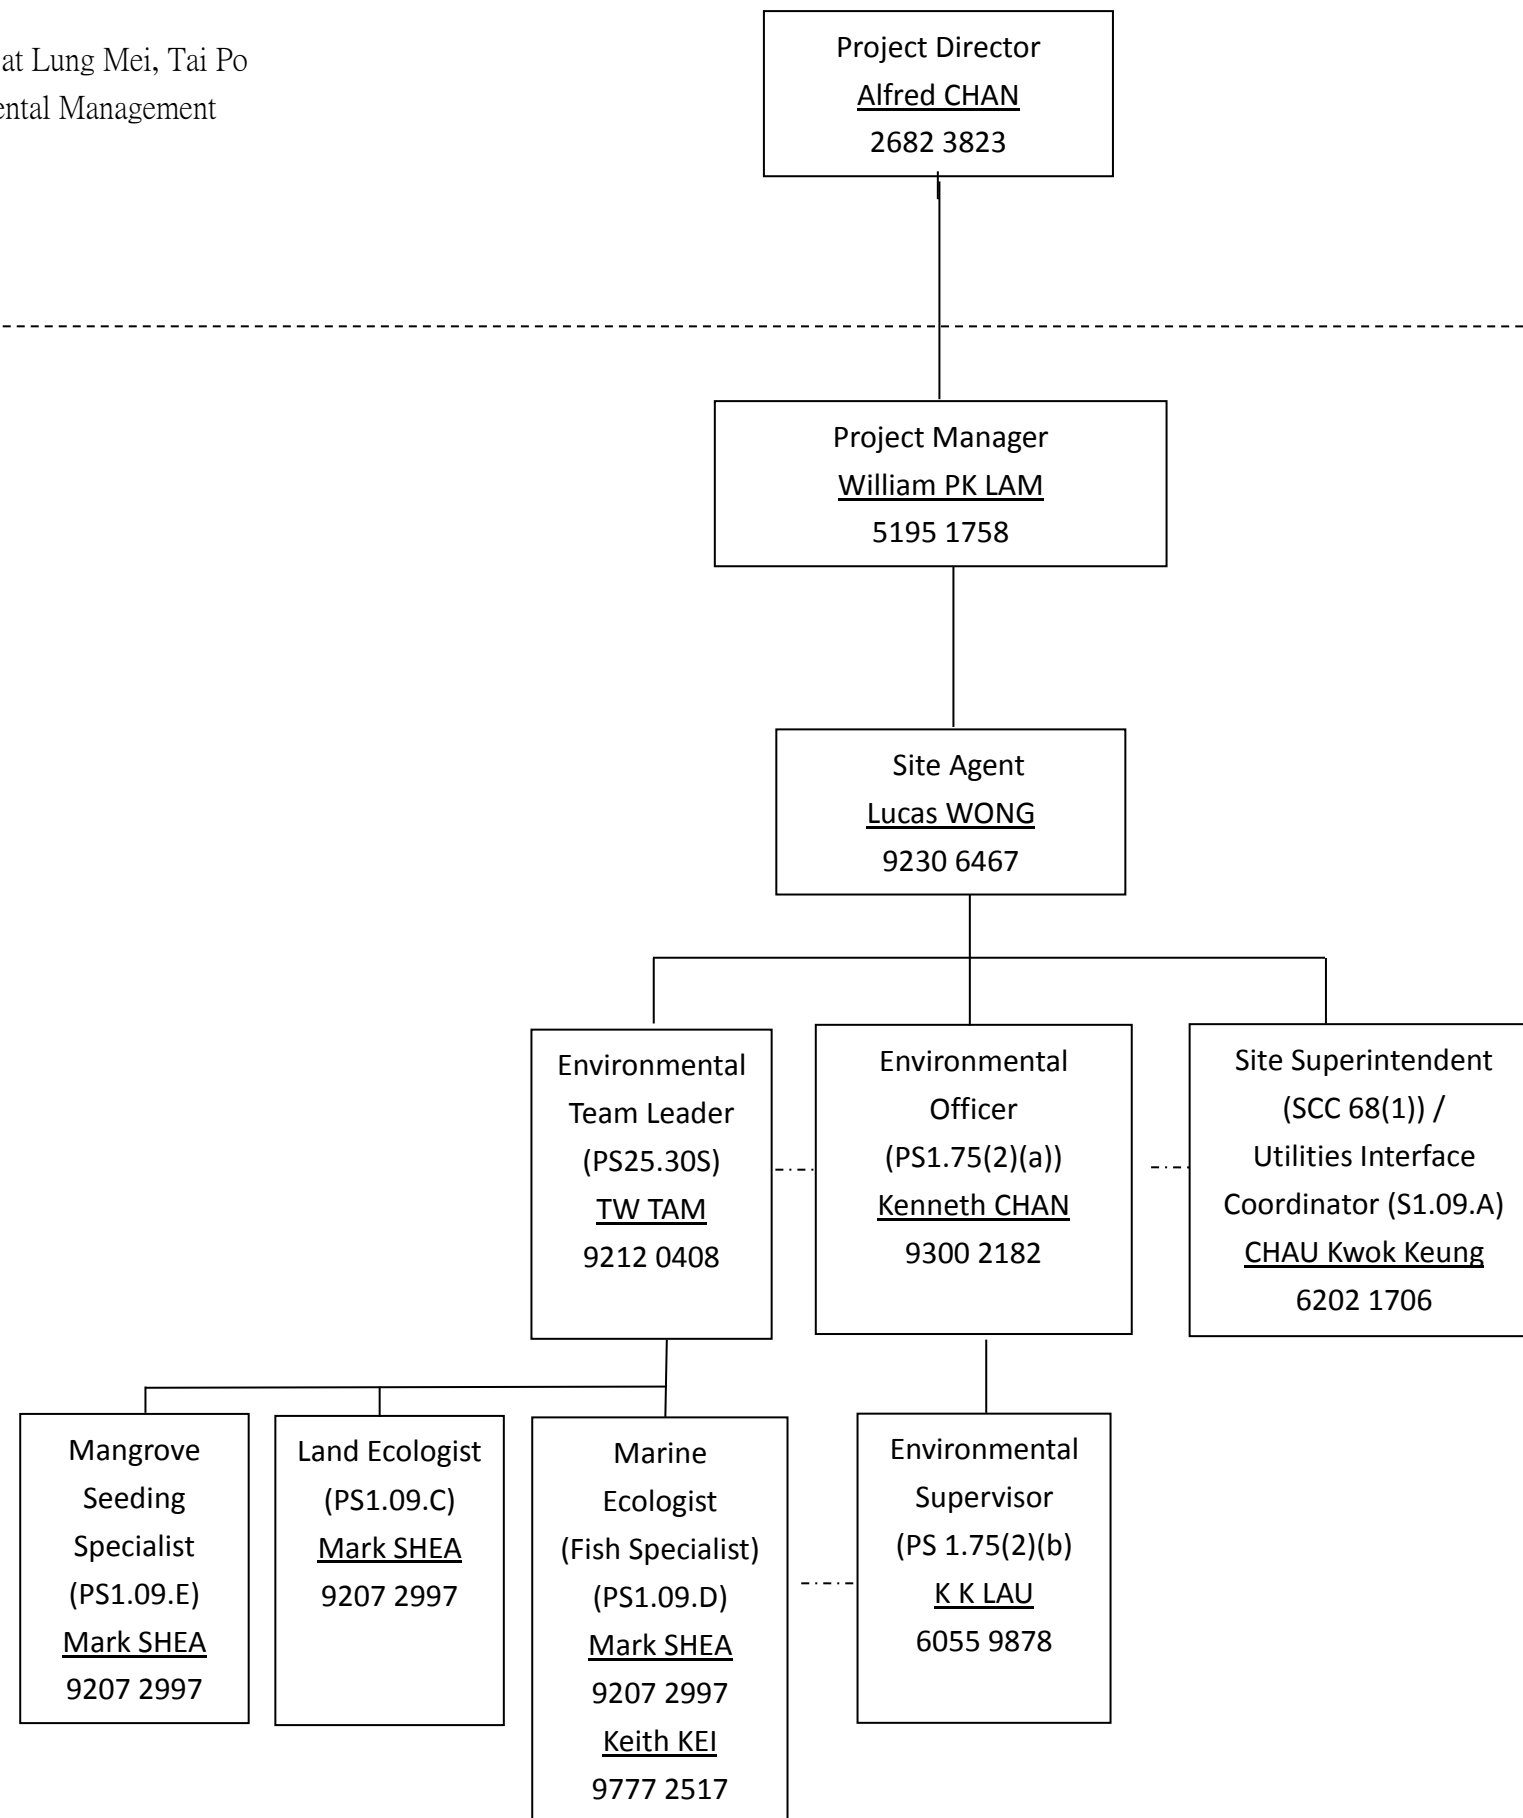 at Lung Mei, Tai Po
ental Management
Project Director
Alfred CHAN
2682 3823
Project Manager
William PK LAM
5195 1758
Site Agent
Lucas WONG
9230 6467
Environmental
Team Leader
(PS25.30S)
TW TAM
9212 0408
Environmental
Officer
(PS1.75(2)(a))
Kenneth CHAN
9300 2182
Site Superintendent
(SCC 68(1)) /
Utilities Interface
Coordinator (S1.09.A)
CHAU Kwok Keung
6202 1706
Mangrove
Seeding
Specialist
(PS1.09.E)
Mark SHEA
9207 2997
Land Ecologist
(PS1.09.C)
Mark SHEA
9207 2997
Marine
Ecologist
(Fish Specialist)
(PS1.09.D)
Mark SHEA
9207 2997
Keith KEI
9777 2517
Environmental
Supervisor
(PS 1.75(2)(b)
K K LAU
6055 9878